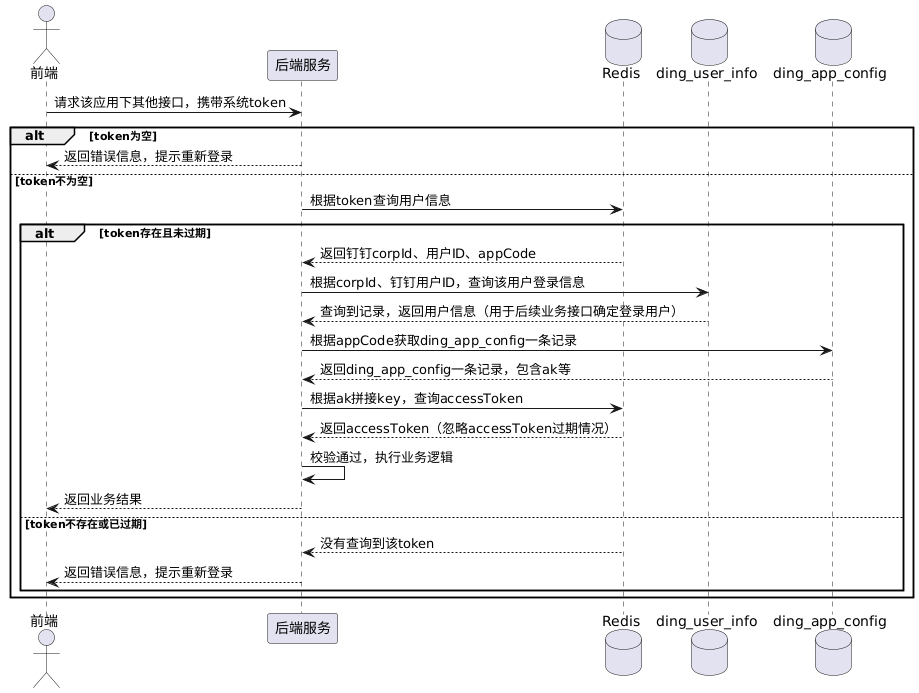 前端
后端服务
Redis
ding_user_info
ding_app_config
请求该应用下其他接口，携带系统token
alt
[token为空]
返回错误信息，提示重新登录
[token不为空]
根据token查询用户信息
alt
[token存在且未过期]
返回钉钉corpId、用户ID、appCode
根据corpId、钉钉用户ID，查询该用户登录信息
查询到记录，返回用户信息（用于后续业务接口确定登录用户）
根据appCode获取ding_app_config一条记录
返回ding_app_config一条记录，包含ak等
根据ak拼接key，查询accessToken
返回accessToken（忽略accessToken过期情况）
校验通过，执行业务逻辑
返回业务结果
[token不存在或已过期]
没有查询到该token
返回错误信息，提示重新登录
前端
后端服务
Redis
ding_user_info
ding_app_config